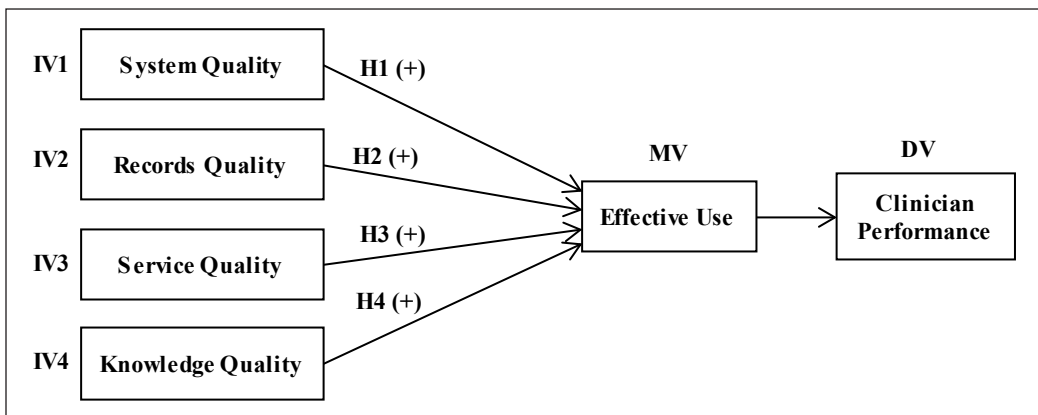 IV1
System Quality
H1 (+)
IV2
Records Quality
H2 (+)
MV
DV
Effective Use
Clinician
Performance
IV3
Service Quality
H3 (+)
H4 (+)
IV4
Knowledge Quality